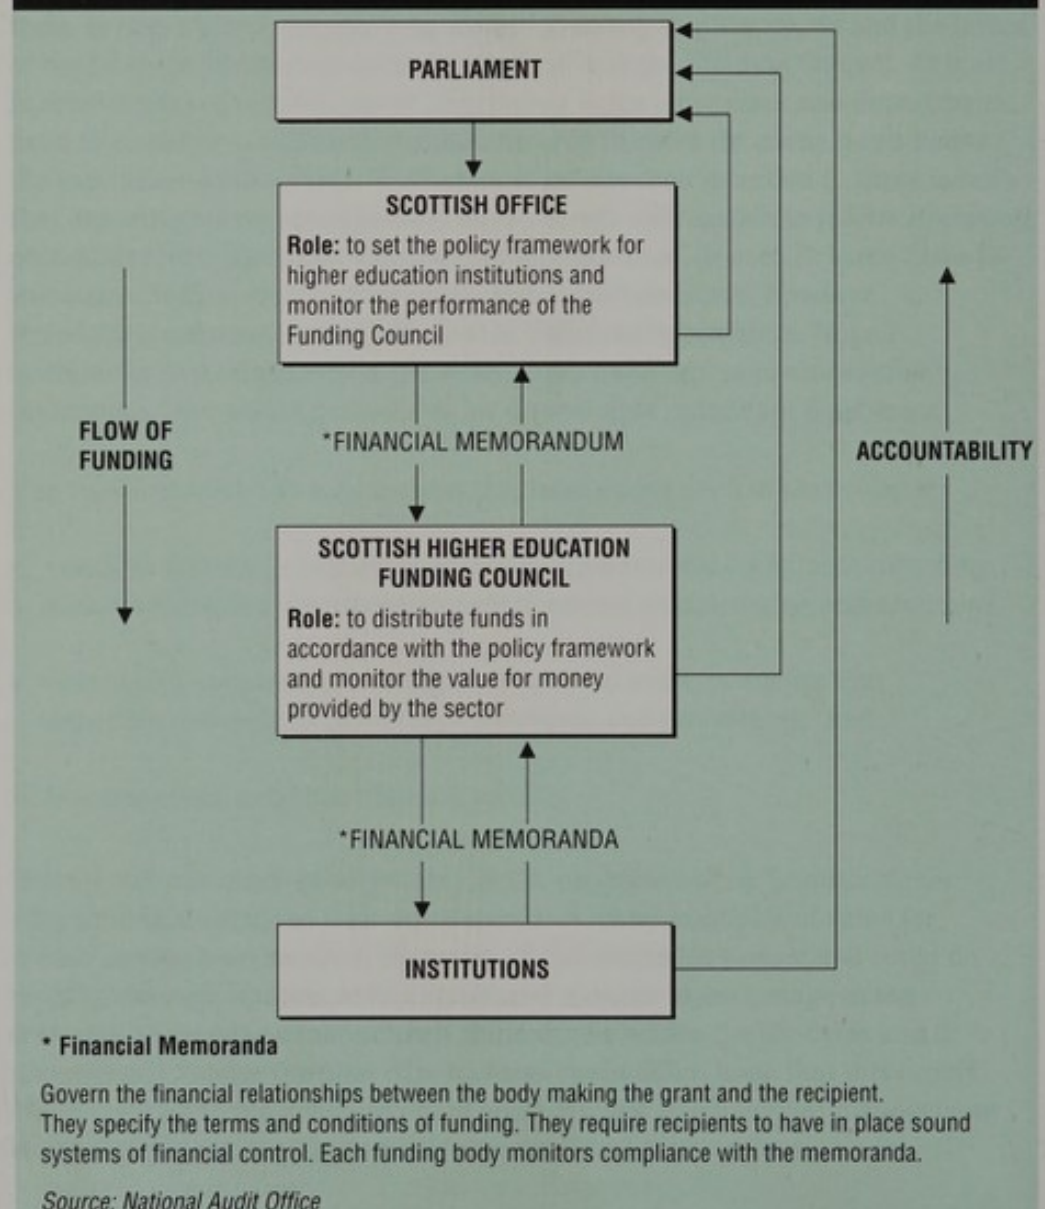 PARLIAMENT
SCOTTISH OFFICE
Role: to set the policy framework for
higher education institutions and
monitor the performance of the
Funding Council
FLOW OF
FUNDING
*FINANCIAL MEMORANDUM
ACCOUNTABILITY
SCOTTISH HIGHER EDUCATION
FUNDING COUNCIL
Role: to distribute funds in
accordance with the policy framework
and monitor the value for money
provided by the sector
*FINANCIAL MEMORANDA
INSTITUTIONS
* Financial Memoranda
Govern the financial relationships between the body making the grant and the recipient.
They specify the terms and conditions of funding. They require recipients to have in place sound
systems of financial control. Each funding body monitors compliance with the memoranda.
Source: National Audit Office